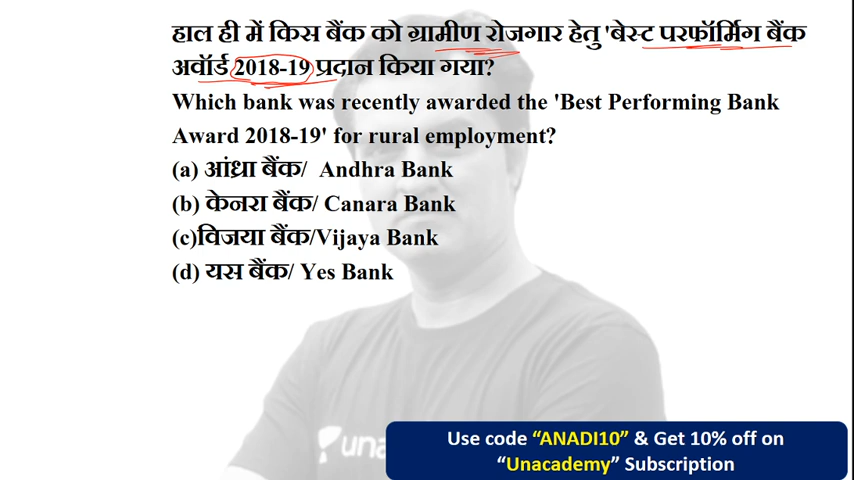 हाल ही में किस बैंक को ग्रामीण रोजगार हेतु 'बेस्ट परफॉर्मिग बैंक
अवॉर्ड 2018-19 प्रदान किया गया?
Which bank was recently awarded the 'Best Performing Bank
Award 2018-19' for rural employment?
(a) आंध्रा बैंक/ Andhra Bank
(b) केनरा बैंक/ Canara Bank
(c)विजया बैंक/Vijaya Bank
(d) यस बैंक/ Yes Bank
una
Use code “ANADI10” & Get 10% off on
“Unacademy” Subscription